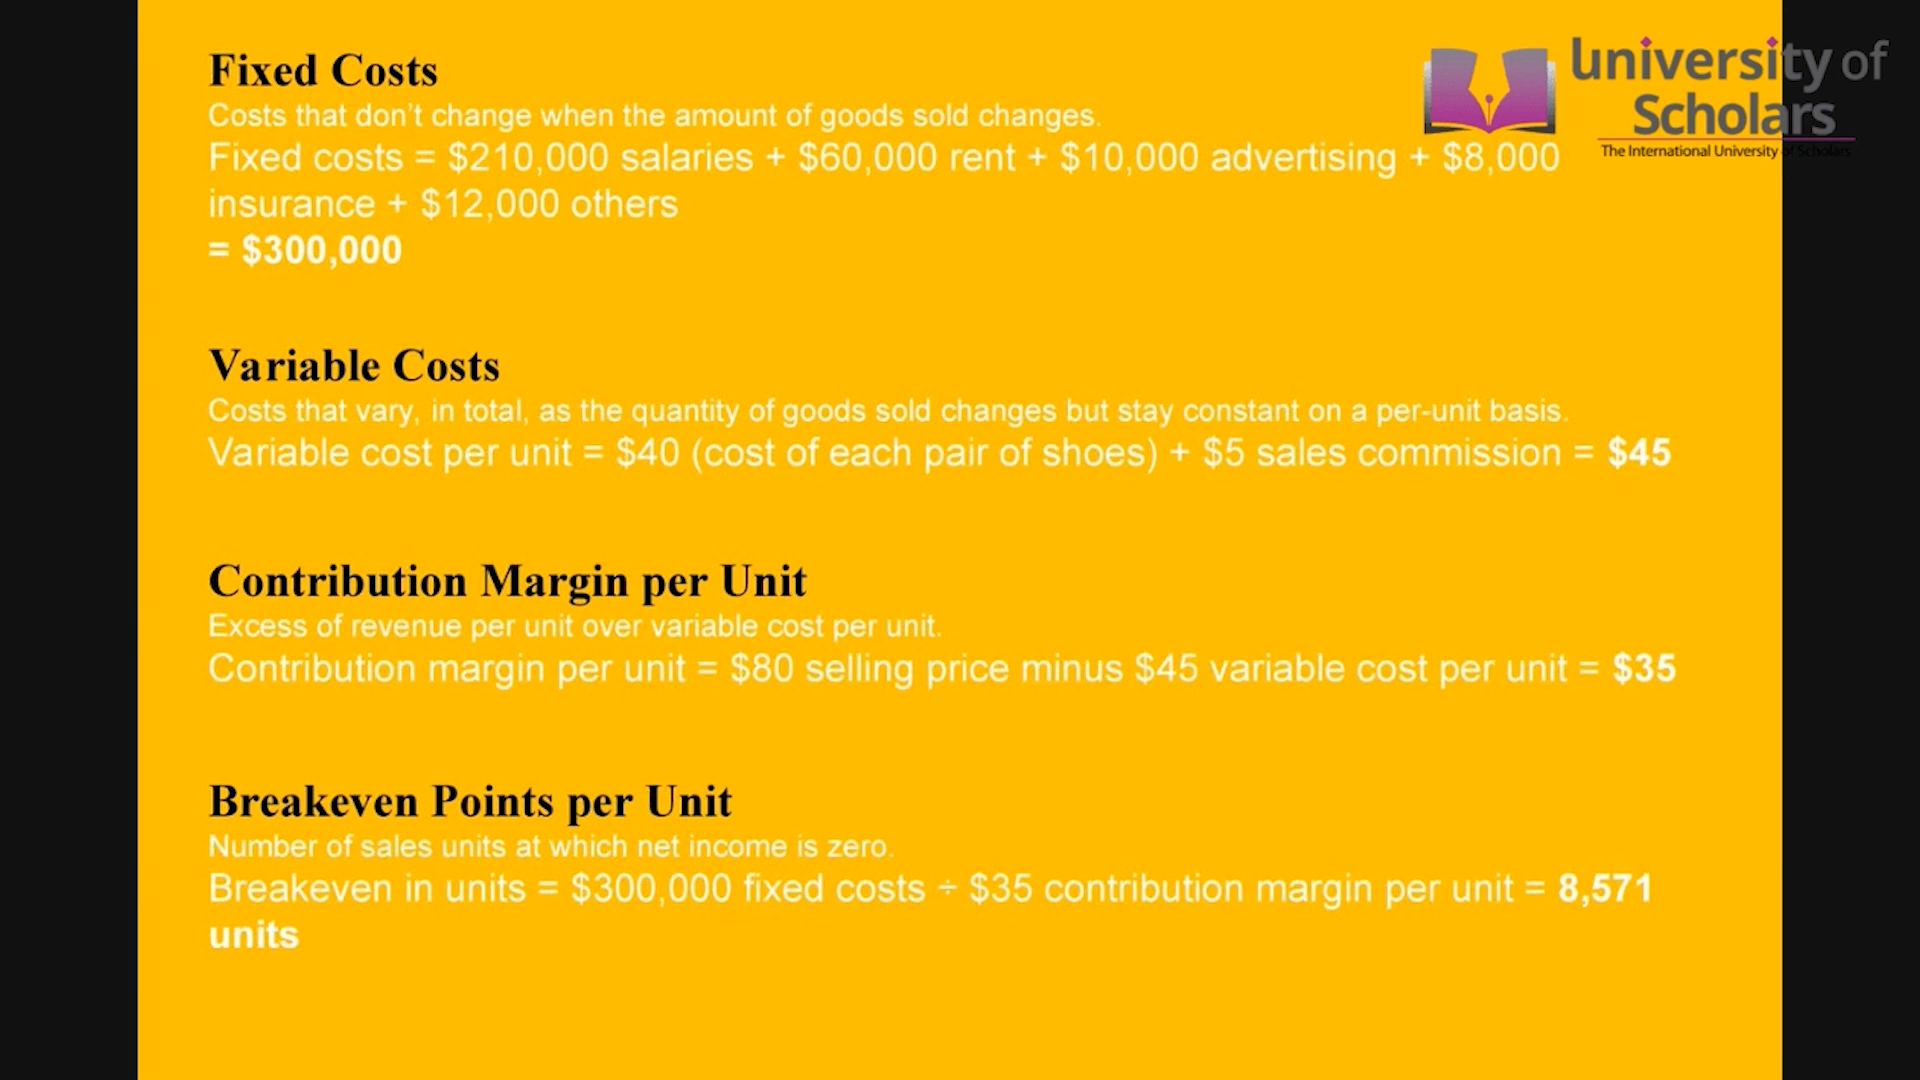 University of
Scholars
The International University of Scholars
Fixed Costs
Costs that don’t change when the amount of goods sold changes.
Fixed costs = $210,000 salaries + $60,000 rent + $10,000 advertising + $8,000
insurance + $12,000 others
= $300,000
Variable Costs
Costs that vary, in total, as the quantity of goods sold changes but stay constant on a per-unit basis.
Variable cost per unit = $40 (cost of each pair of shoes) + $5 sales commission = $45
Contribution Margin per Unit
Excess of revenue per unit over variable cost per unit.
Contribution margin per unit = $80 selling price minus $45 variable cost per unit = $35
Breakeven Points per Unit
Number of sales units at which net income is zero.
Breakeven in units = $300,000 fixed costs ÷ $35 contribution margin per unit = 8,571
units